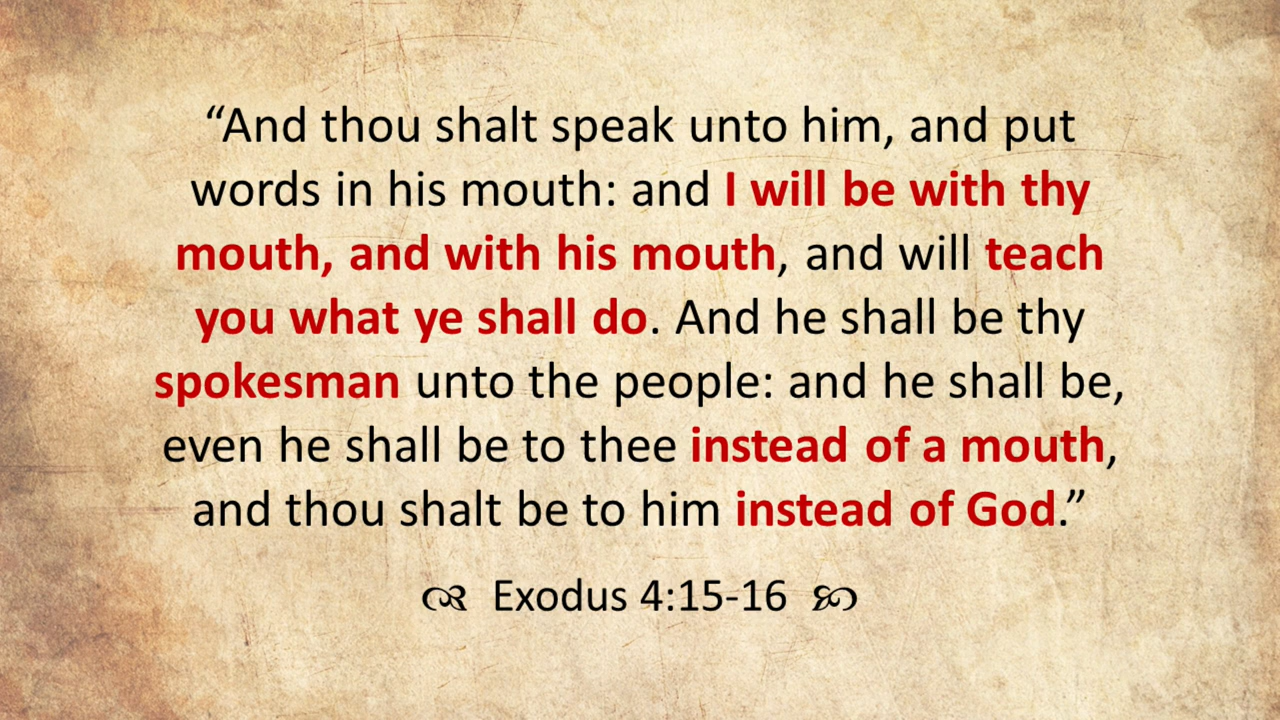 “And thou shalt speak unto him, and put
words in his mouth: and I will be with thy
mouth, and with his mouth, and will teach
you what ye shall do. And he shall be thy
spokesman unto the people: and he shall be,
even he shall be to thee instead of a mouth,
and thou shalt be to him instead of God.”
Exodus 4:15-16